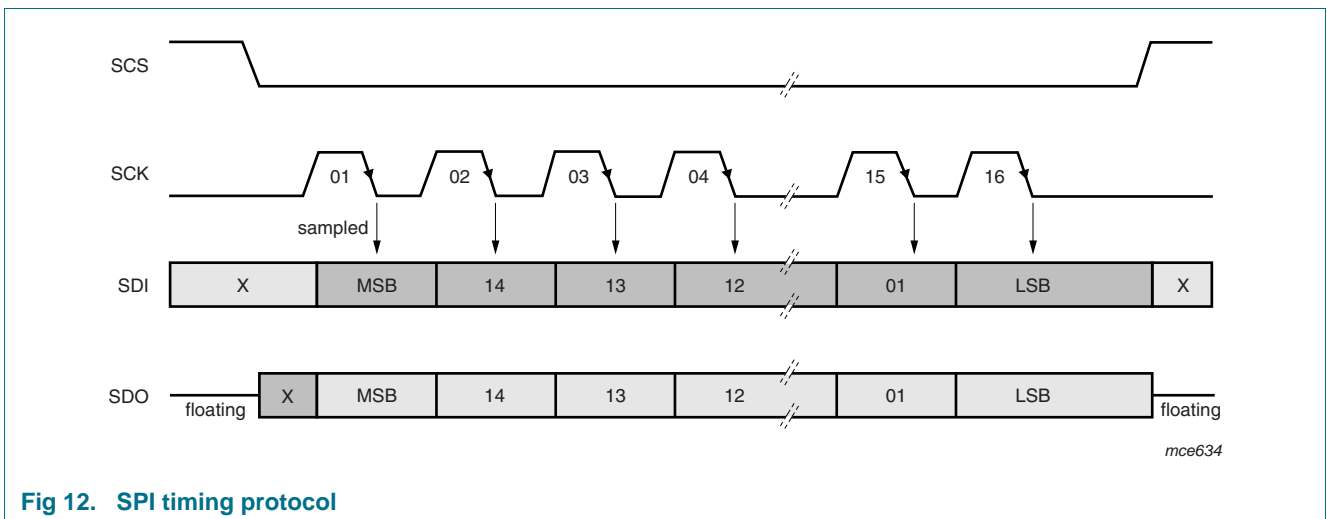 SCS
SCK
01 02 03 04 15 16
sampled
SDI X MSB 14 13 12 01 LSB X
SDO X MSB 14 13 12 01 LSB
floating floating
mce634
Fig 12. SPI timing protocol